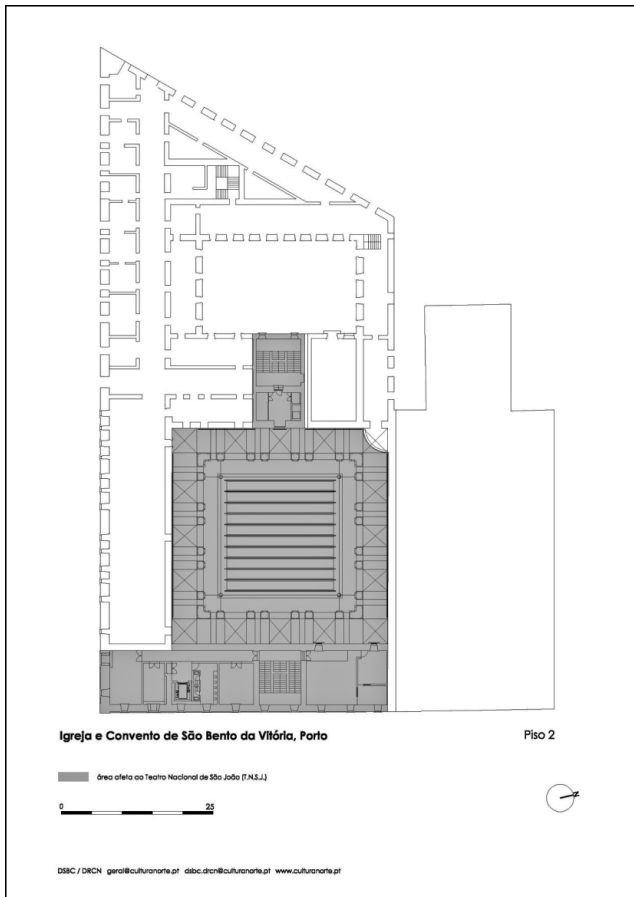 Igreja e Convento de São Bento da Vitória, Porto
Piso 2
área afeta ao Teatro Nacional de São João (T.N.S.J.)
0 25
DSBC / DRCN geral@culturanorte.pt dsbc.drcn@culturanorte.pt www.culturanorte.pt